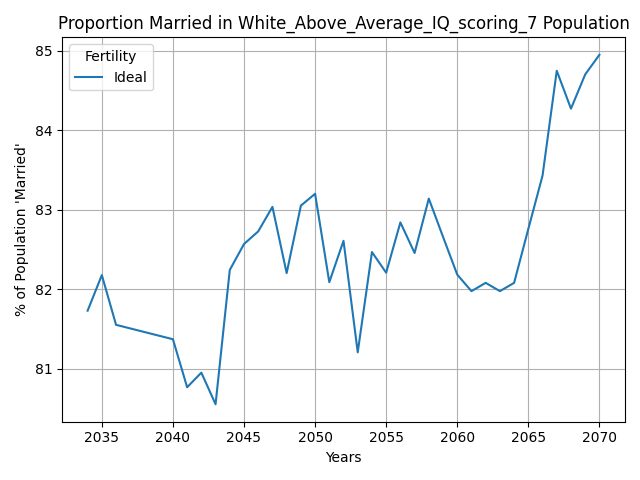 Proportion Married in White_Above_Average_IQ_scoring_7 Population
Fertility
Ideal
% of Population 'Married'
85
84
83
82
81
2035 2040 2045 2050 2055 2060 2065 2070
Years